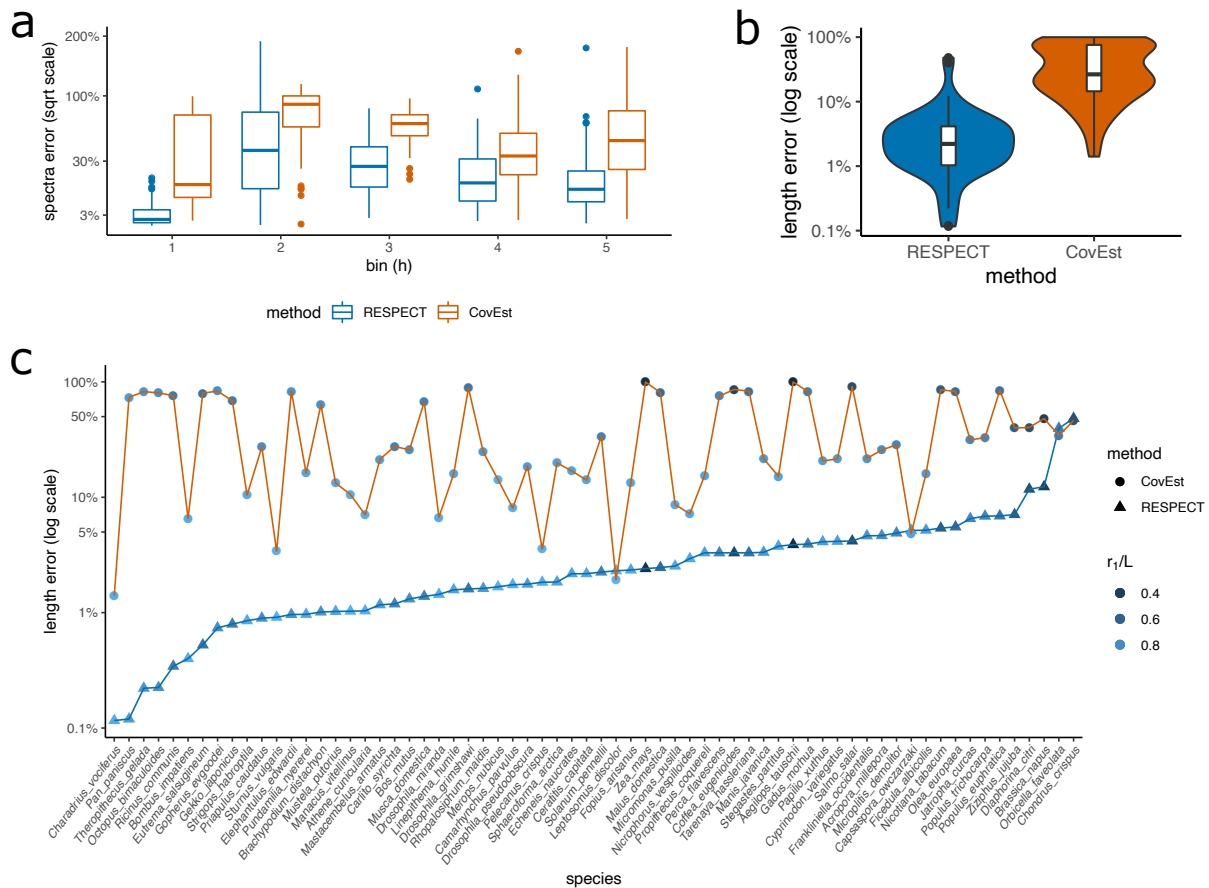 a
spectra error (sqrt scale)
200%
100%
30%
3%
1 2 3 4 5
bin (h)
method RESPECT CovEst
b
length error (log scale)
100%
10%
1%
0.1%
RESPECT CovEst
method
c
length error (log scale)
100%
50%
10%
5%
1%
0.1%
Charadrius_vociferus
Pan_paniscus
Theropithecus_gelada
Octopus_bimaculoides
Ricinus_communis
Bombus_impatiens
Eutrema_salsugineum
Gopherus_evgoodei
Gekko_japonicus
Strigops_habroptila
Priapulus_caudatus
Sturnus_vulgaris
Elephantulus_edwardii
Pundamilia_nyererei
Brachypodium_distachyon
Mustela_putorius
Manacus_vitellinus
Athene_cunicularia
Mastacembelus_armatus
Carlito_syrichta
Bos_mutus
Musca_domestica
Drosophila_miranda
Linepithema_humile
Drosophila_grimshawi
Rhopalosiphum_maidis
Merops_nubicus
Camarhynchus_parvulus
Drosophila_pseudoobscura
Pelecanus_crispus
Sphaeroforma_arctica
Echeneis_naucrates
Ceratitis_capitata
Solanum_pennellii
Leptosomus_discolor
Fopius_arisanus
Zea_mays
Malus_domestica
Micromonas_pusilla
Nicrophorus_vespilloides
Propithecus_coquereli
Perca_flavescens
Coffea_eugenioides
Tarenaya_hassleriana
Manis_javanica
Stegastes_partitus
Aegilops_tauschii
Gadus_morhua
Papilio_xuthus
Cyprinodon_variegatus
Salmo_salar
Frankliniella_occidentalis
Acropora_millepora
Microplitis_demolitor
Capsaspora_owczarzaki
Ficedula_albicollis
Nicotiana_tabacum
Olea_europaea
Jatropha_curcas
Populus_trichocarpa
Populus_euphratica
Ziziphus_jujuba
Diaphorina_citri
Brassica_napus
Orbicella_faveolata
Chondrus_crispus
species
method
CovEst
RESPECT
r₁/L
0.4
0.6
0.8